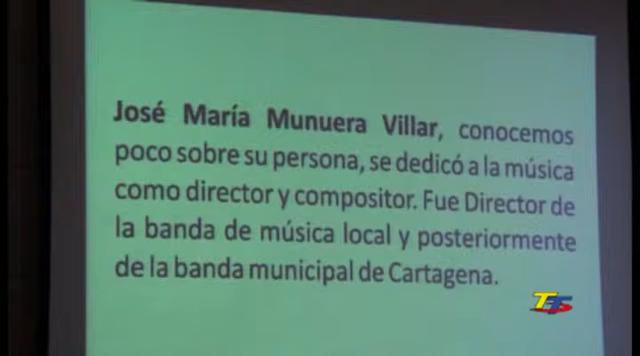 José María Munuera Villar, conocemos
poco sobre su persona, se dedicó a la música
como director y compositor. Fue Director de
la banda de música local y posteriormente
de la banda municipal de Cartagena.